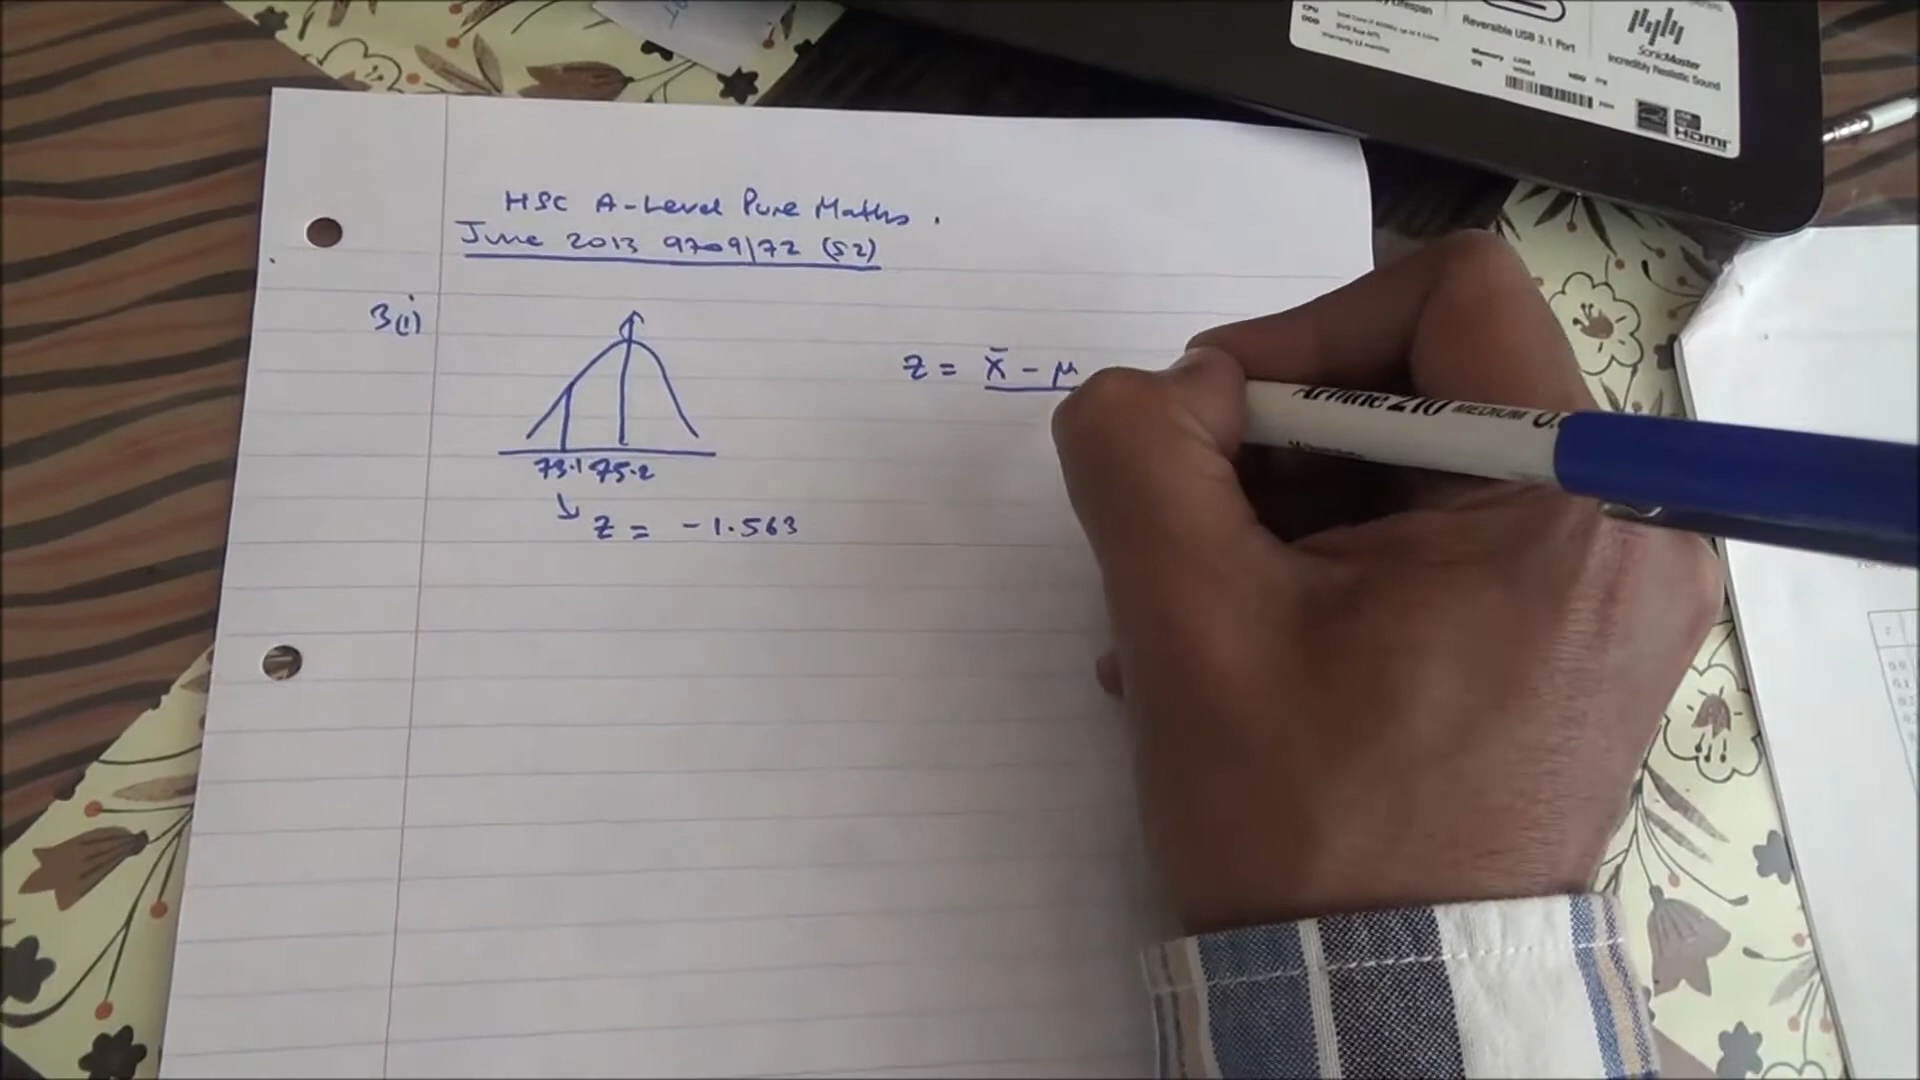 HSC A-Level Pure Maths.
June 2013 9709/72 (S2)
3(i)
z = x̄ - μ
73.1 75.2
z = -1.563
Reversible USB 3.1 Port
SonicMaster
Incredibly Realistic Sound
HDMI
Artline 210 MEDIUM